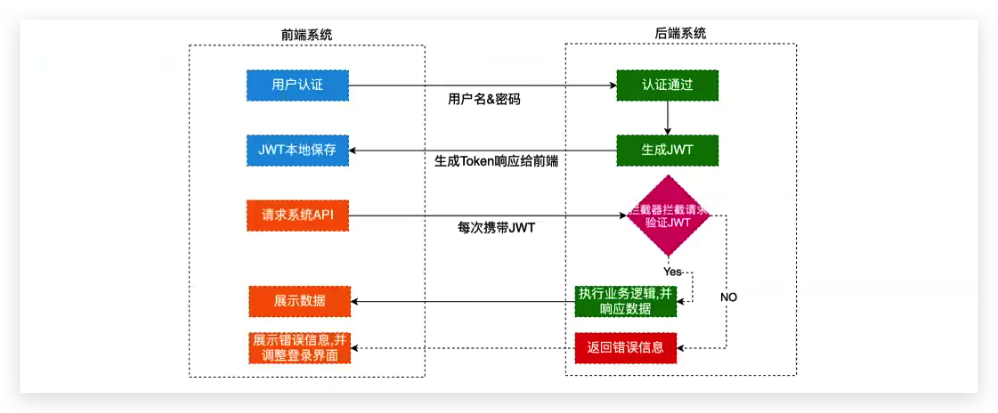 前端系统
后端系统
用户认证
用户名&密码
认证通过
JWT本地保存
生成Token响应给前端
生成JWT
请求系统API
每次携带JWT
拦截器拦截请求
验证JWT
Yes
NO
展示数据
执行业务逻辑,并
响应数据
展示错误信息,并
调整登录界面
返回错误信息